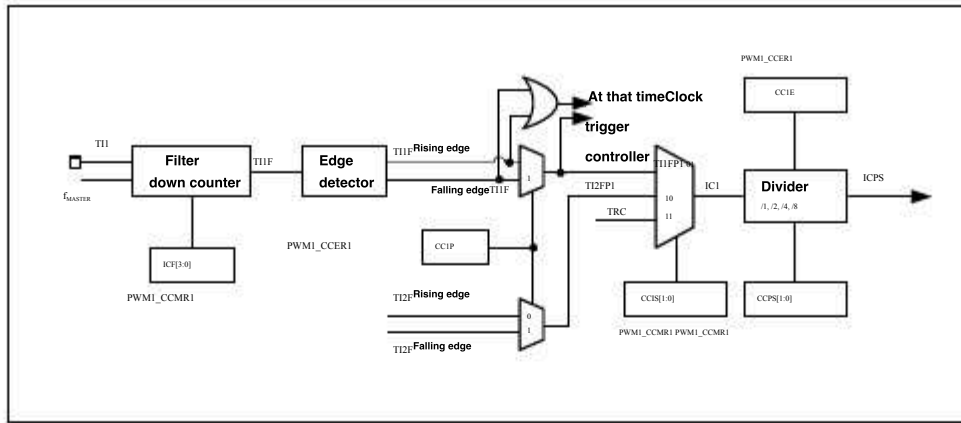 PWM1_CCER1
CC1E
At that timeClock
trigger
controller
TI1
TI1F
TI1F Rising edge
Filter
down counter
Edge
detector
1
TI1FP1
IC1
Divider
/1, /2, /4, /8
ICPS
Falling edge TI1F
TI2FP1
10
TRC
11
fMASTER
PWM1_CCER1
CC1P
ICF[3:0]
PWM1_CCMR1
TI2F Rising edge
CCIS[1:0]
CCPS[1:0]
0
1
PWM1_CCMR1 PWM1_CCMR1
TI2F Falling edge